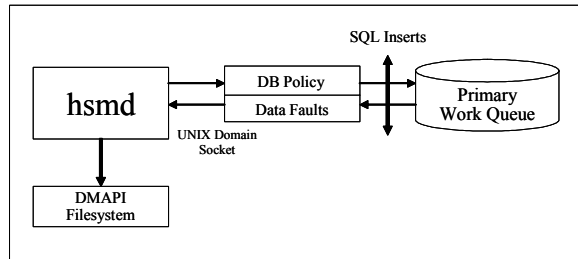 SQL Inserts
hsmd
DB Policy
Data Faults
Primary
Work Queue
UNIX Domain
Socket
DMAPI
Filesystem